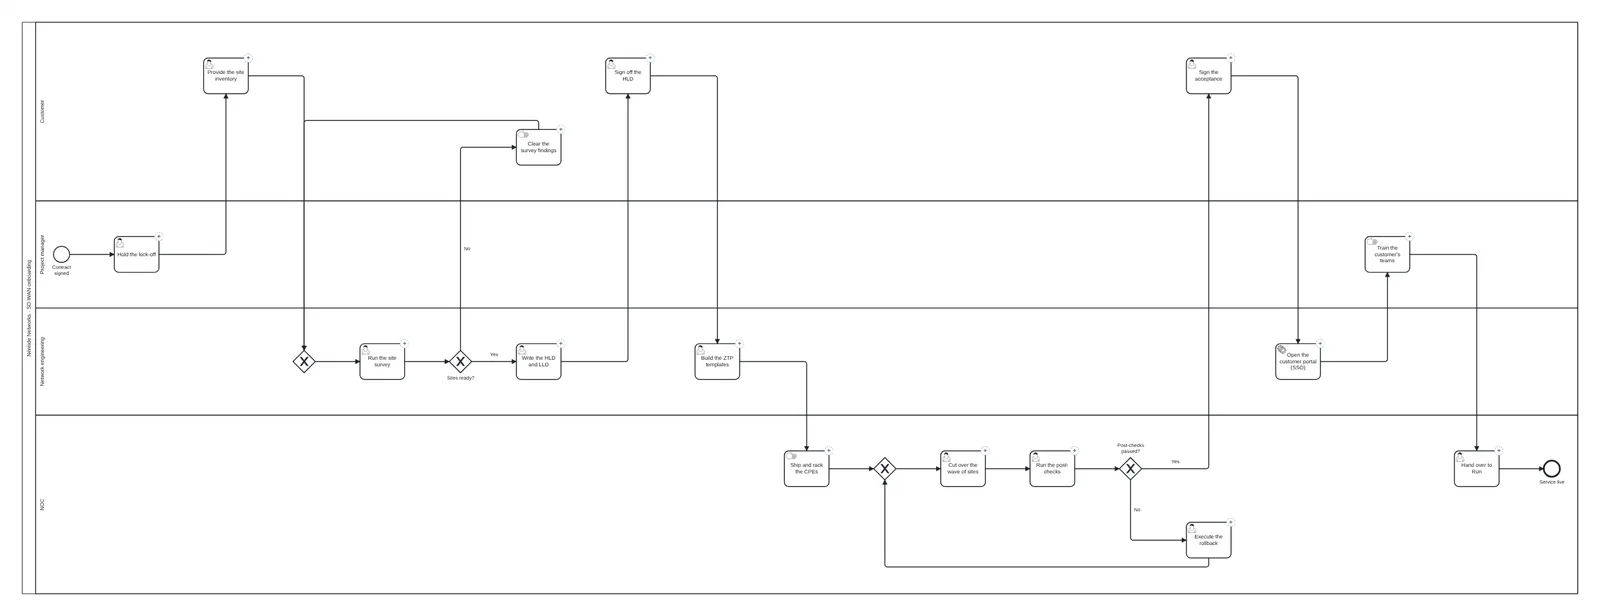 Netside Networks - SD-WAN onboarding
Customer
Provide the site
inventory
Sign off the
HLD
Clear the
survey findings
Sign the
acceptance
Project manager
Contract
signed
Hold the kick-off
No
Train the
customer's
teams
Network engineering
Run the site
survey
Sites ready?
Yes
Write the HLD
and LLD
Build the ZTP
templates
Open the
customer portal
(SSO)
NOC
Ship and rack
the CPEs
Cut over the
wave of sites
Run the post-
checks
Post-checks
passed?
Yes
No
Execute the
rollback
Hand over to
Run
Service live